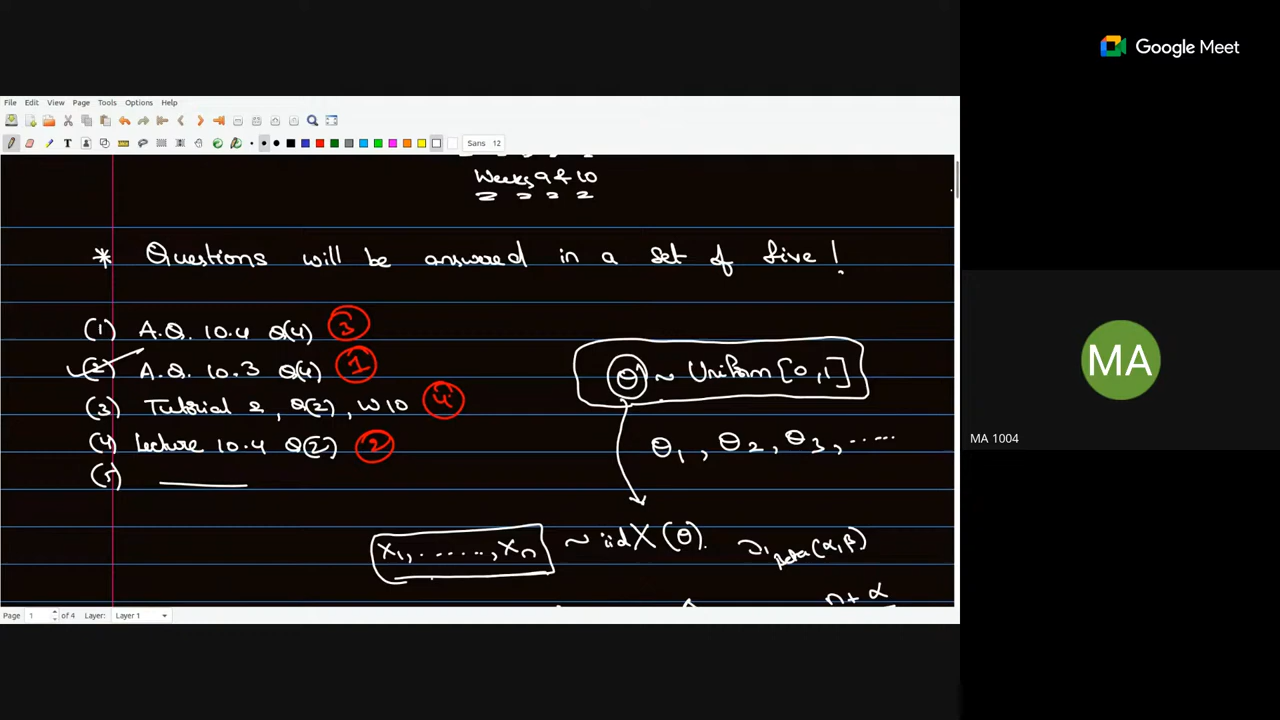 Google Meet
File Edit View Page Tools Options Help
Sans 12
Weeks 9 & 10
* Questions will be answered in a set of five!
(1) A.Q. 10.4 Q(4) 3
(2) A.Q. 10.3 Q(4) 1
(3) Tutorial 2, Q(2), W10 4
(4) Lecture 10.4 Q(2) 2
(5)
Θ ~ Uniform [0,1]
Θ1, Θ2, Θ3, .....
X1, ......, Xn ~ iid X(Θ).
Beta(α,β)
n+α
MA
MA 1004
Page 1 of 4 Layer: Layer 1